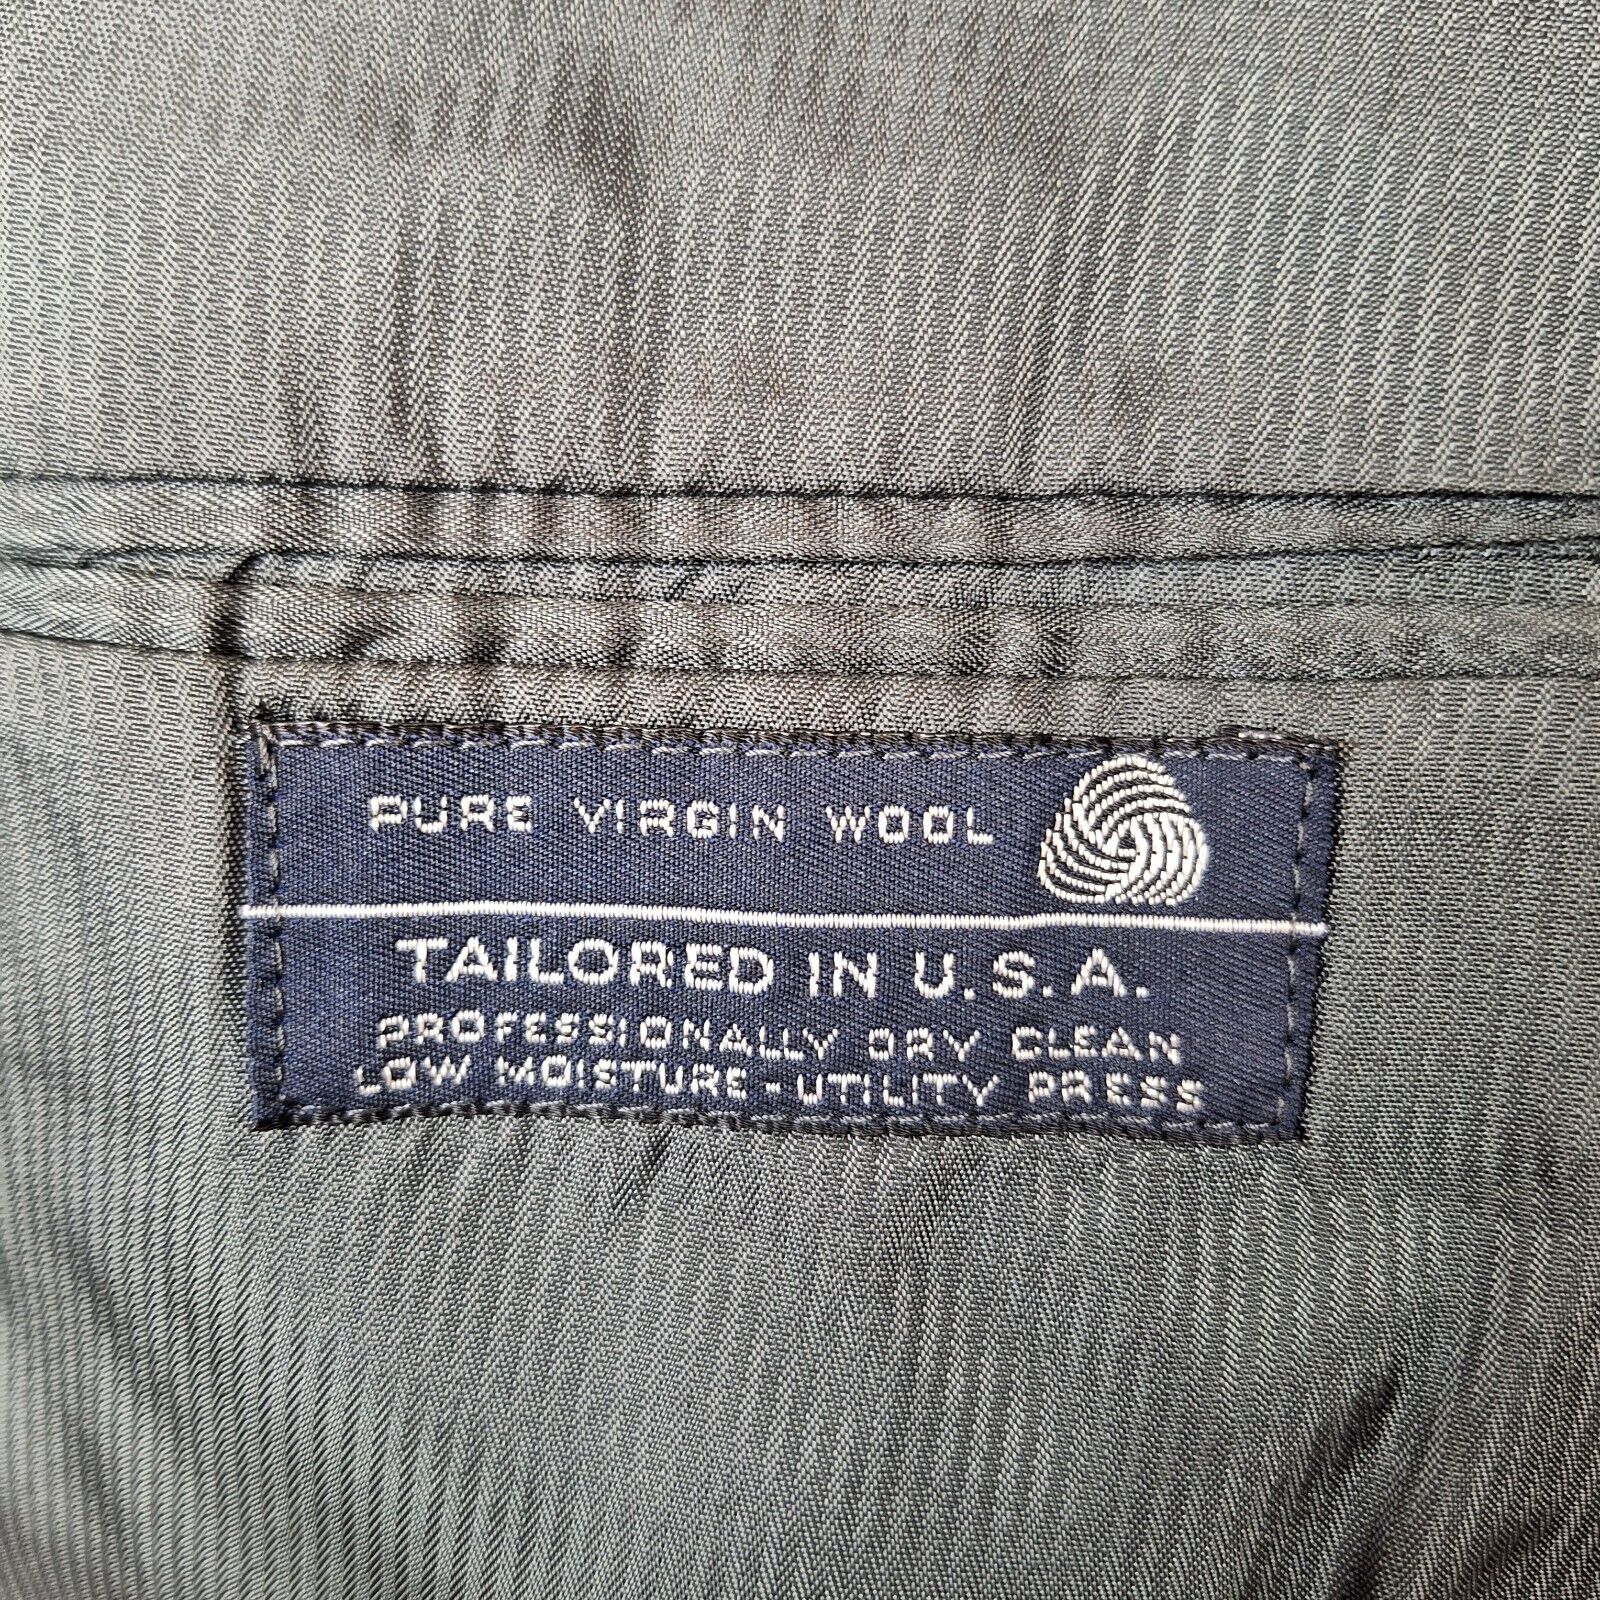 PURE VIRGIN WOOL
TAILORED IN U.S.A.
PROFESSIONALLY DRY CLEAN
LOW MOISTURE - UTILITY PRESS